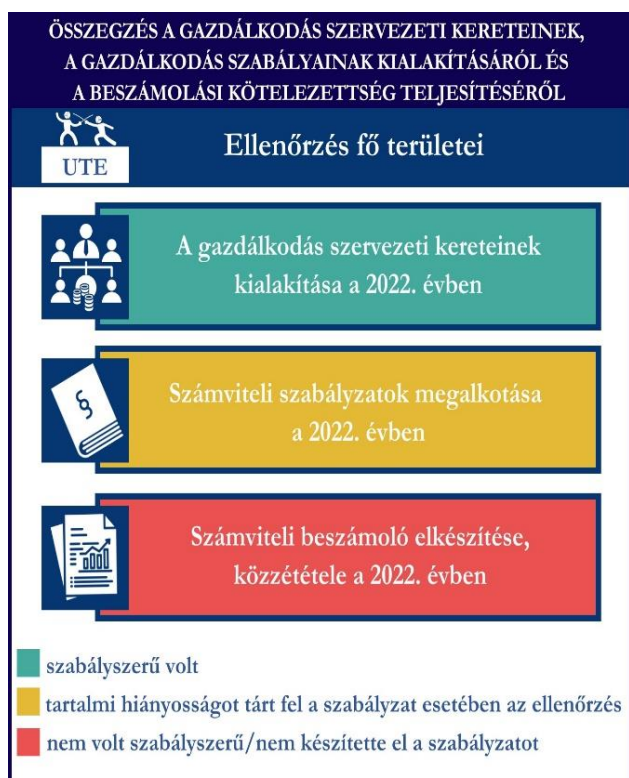 ÖSSZEGZÉS A GAZDÁLKODÁS SZERVEZETI KERETEINEK,
A GAZDÁLKODÁS SZABÁLYAINAK KIALAKÍTÁSÁRÓL ÉS
A BESZÁMOLÁSI KÖTELEZETTSÉG TELJESÍTÉSÉRŐL
UTE
Ellenőrzés fő területei
A gazdálkodás szervezeti kereteinek
kialakítása a 2022. évben
§
Számviteli szabályzatok megalkotása
a 2022. évben
Számviteli beszámoló elkészítése,
közzététele a 2022. évben
szabályszerű volt
tartalmi hiányosságot tárt fel a szabályzat esetében az ellenőrzés
nem volt szabályszerű/nem készítette el a szabályzatot